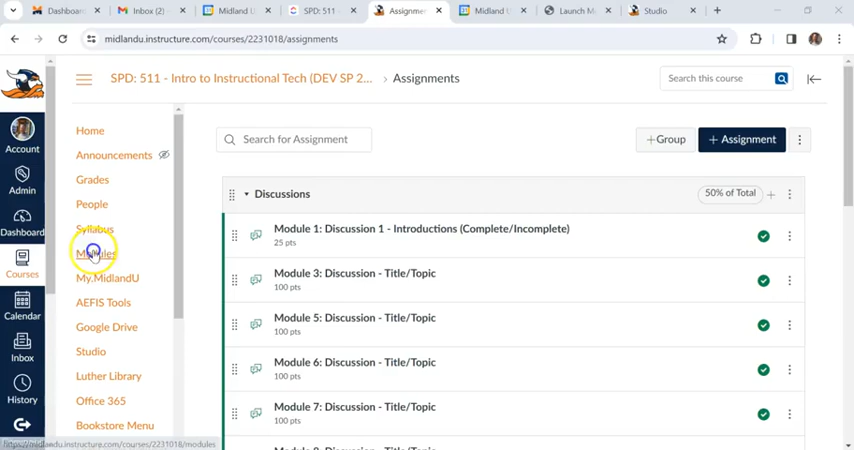 Dashboard
Inbox (2)
Midland U
SPD: 511
Assignmen
Midland U
Launch M
Studio
midlandu.instructure.com/courses/2231018/assignments
SPD: 511 - Intro to Instructional Tech (DEV SP 2... › Assignments
Search this course
Account
Admin
Dashboard
Courses
Calendar
Inbox
History
Home
Announcements
Grades
People
Syllabus
Modules
My.MidlandU
AEFIS Tools
Google Drive
Studio
Luther Library
Office 365
Bookstore Menu
Search for Assignment
+Group
+ Assignment
Discussions
50% of Total +
Module 1: Discussion 1 - Introductions (Complete/Incomplete)
25 pts
Module 3: Discussion - Title/Topic
100 pts
Module 5: Discussion - Title/Topic
100 pts
Module 6: Discussion - Title/Topic
100 pts
Module 7: Discussion - Title/Topic
100 pts
https://midlandu.instructure.com/courses/2231018/modules